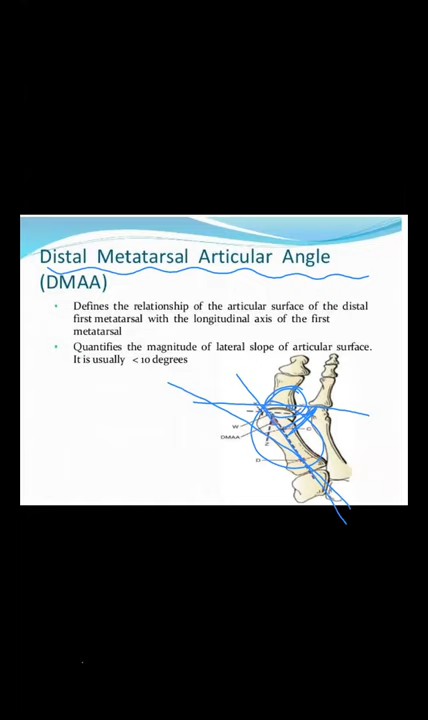 Distal Metatarsal Articular Angle
(DMAA)
• Defines the relationship of the articular surface of the distal
first metatarsal with the longitudinal axis of the first
metatarsal
• Quantifies the magnitude of lateral slope of articular surface.
It is usually < 10 degrees
W
C
DMAA
D